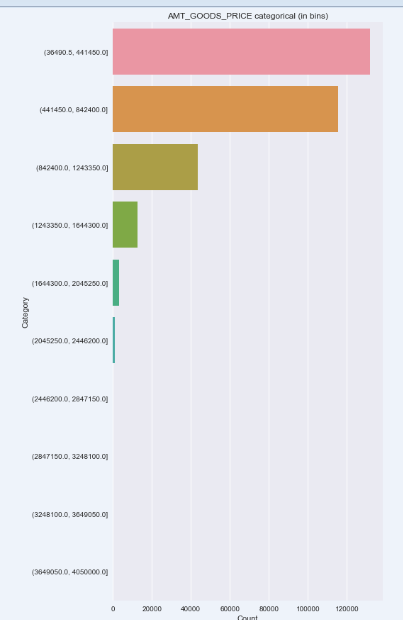 AMT_GOODS_PRICE categorical (in bins)
(36490.5, 441450.0]
(441450.0, 842400.0]
(842400.0, 1243350.0]
(1243350.0, 1644300.0]
(1644300.0, 2045250.0]
(2045250.0, 2446200.0]
(2446200.0, 2847150.0]
(2847150.0, 3248100.0]
(3248100.0, 3649050.0]
(3649050.0, 4050000.0]
Category
0 20000 40000 60000 80000 100000 120000
Count